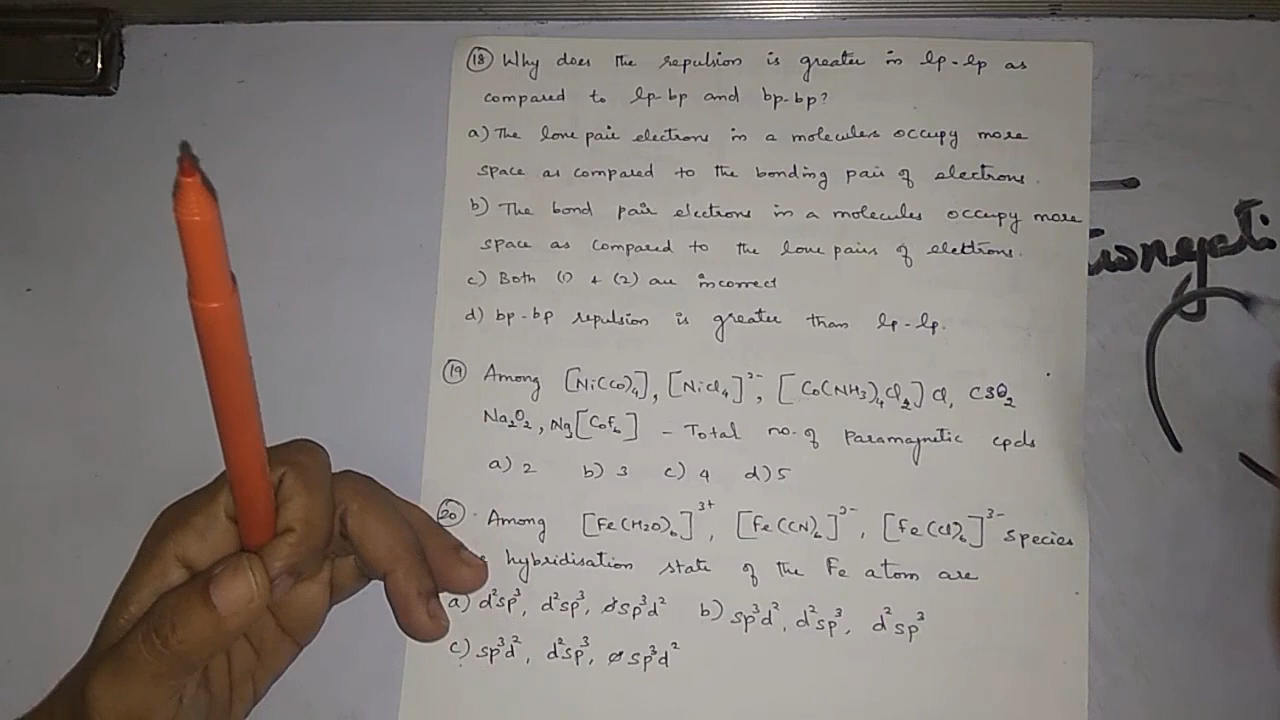 (18) Why does the repulsion is greater in lp-lp as
compared to lp-bp and bp-bp?
a) The lone pair electrons in a molecules occupy more
space as compared to the bonding pair of electrons.
b) The bond pair electrons in a molecules occupy more
space as compared to the lone pairs of electrons.
c) Both (1) & (2) are incorrect
d) bp-bp repulsion is greater than lp-lp.
(19) Among [Ni(CO)₄], [NiCl₄]²⁻, [Co(NH3)₄Cl₂]Cl, CsO₂
Na₂O₂, [CoF₆] - Total no. of Paramagnetic cpds
a) 2 b) 3 c) 4 d) 5
(20) Among [Fe(H2O)₆]³⁺, [Fe(CN)₆]³⁻, [Fe(Cl)₆]³⁻ species
hybridisation state of the Fe atom are
a) d²sp³, d²sp³, sp³d² b) sp³d², d²sp³, d²sp³
c) sp³d², d²sp³, sp³d²